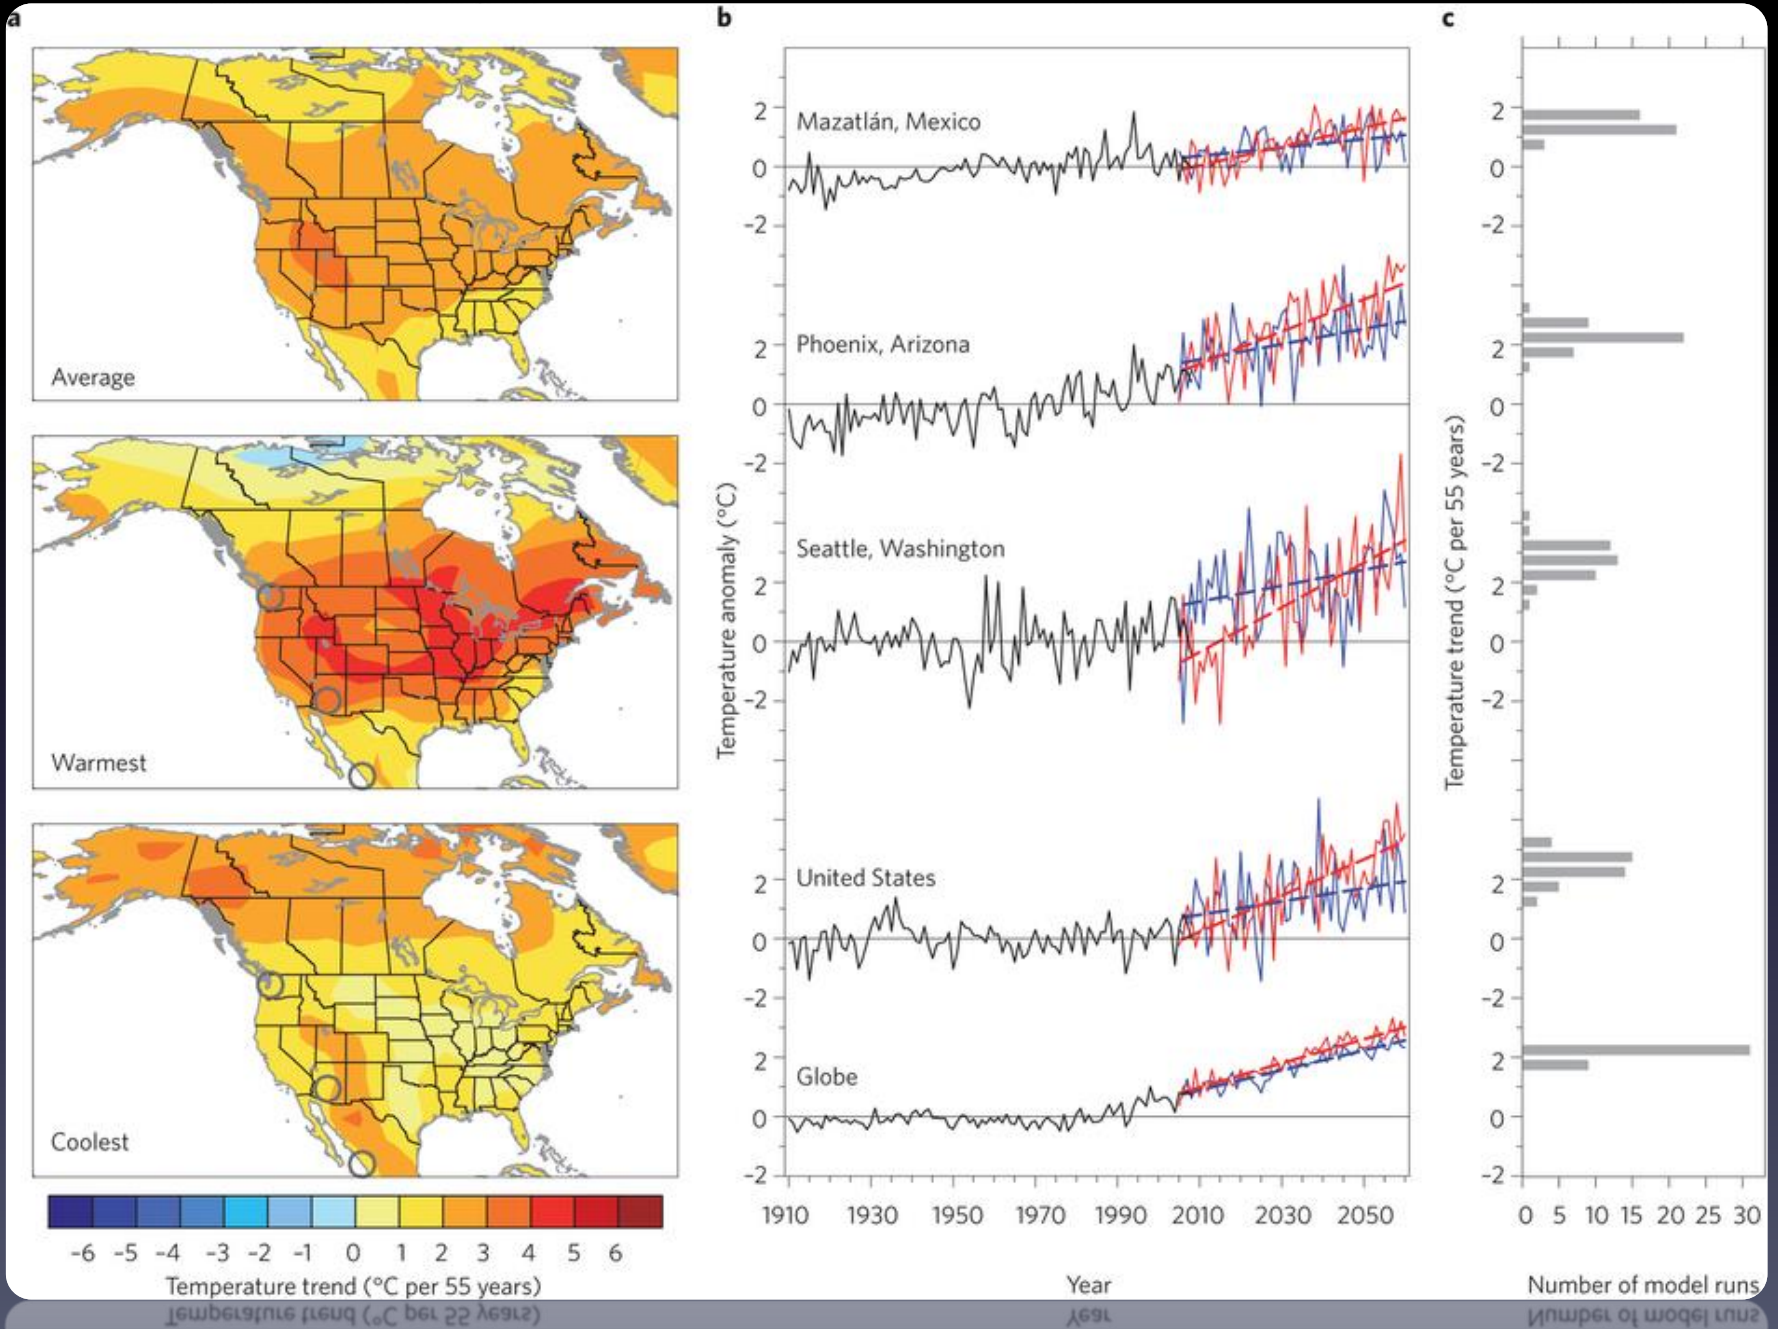 a
b
c
Average
Warmest
Coolest
-6 -5 -4 -3 -2 -1 0 1 2 3 4 5 6
Temperature trend (°C per 55 years)
Temperature anomaly (°C)
Mazatlán, Mexico
2
0
-2
Phoenix, Arizona
2
0
-2
Seattle, Washington
2
0
-2
United States
2
0
-2
Globe
2
0
-2
1910 1930 1950 1970 1990 2010 2030 2050
Year
Temperature trend (°C per 55 years)
2
0
-2
2
0
-2
2
0
-2
2
0
-2
2
0
-2
0 5 10 15 20 25 30
Number of model runs